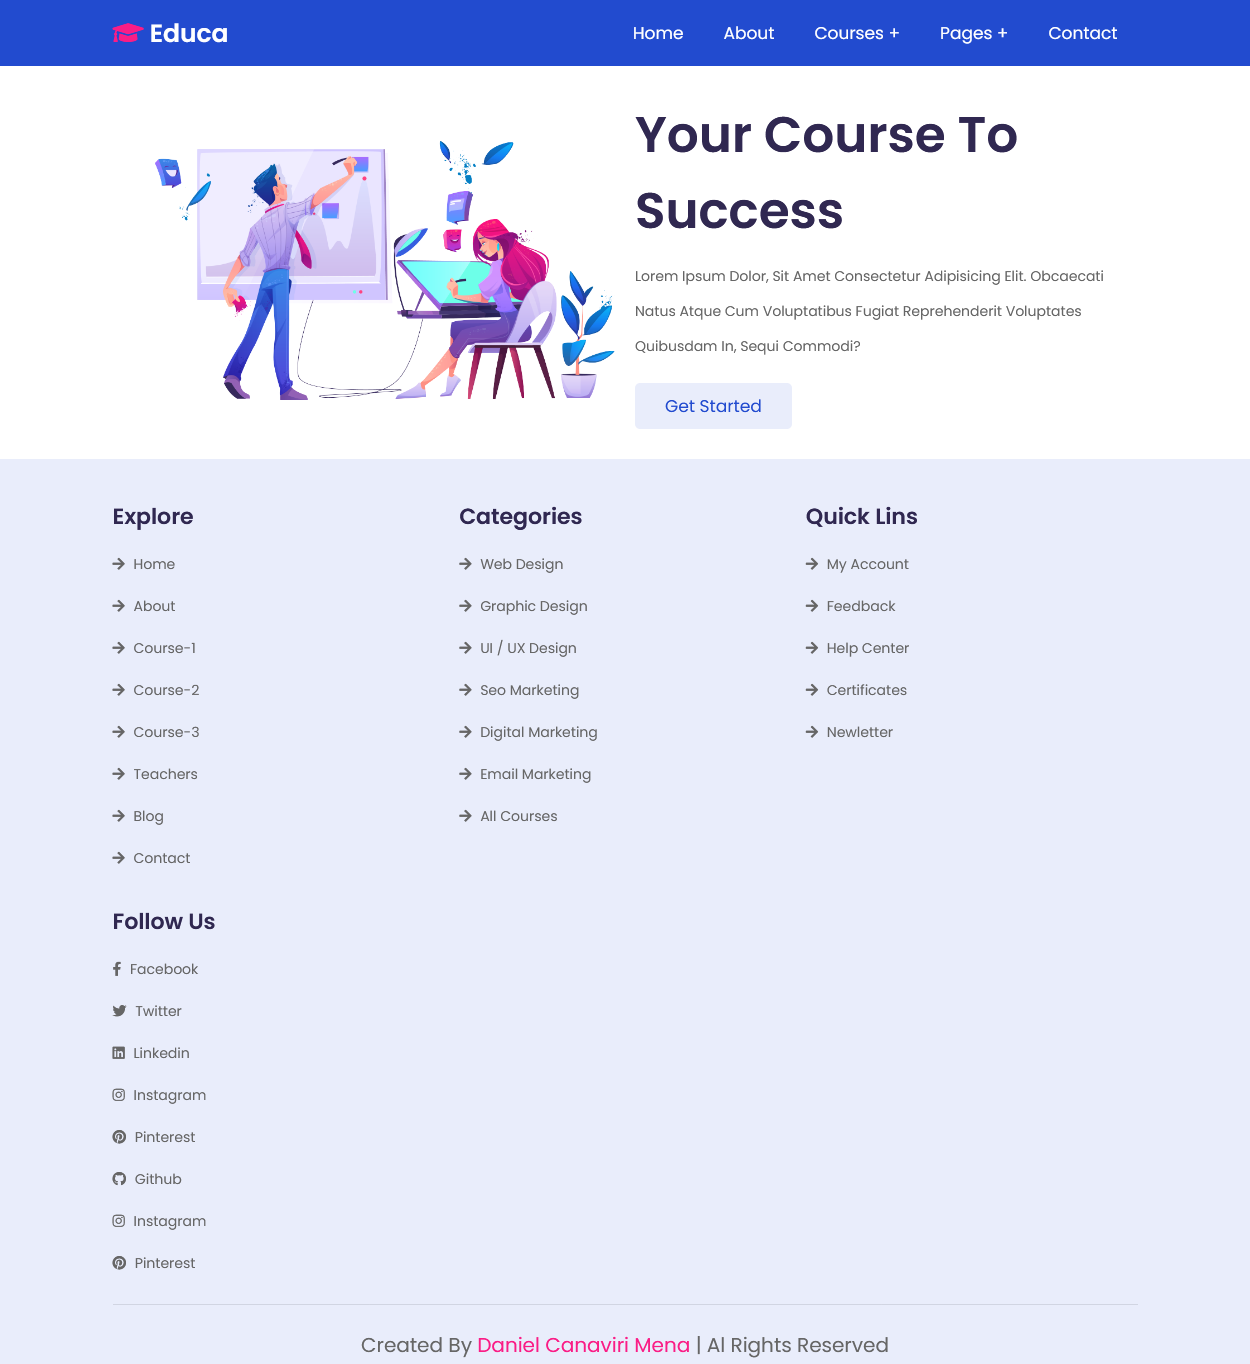 Educa
Home
About
Courses +
Pages +
Contact
Your Course To
Success
Lorem Ipsum Dolor, Sit Amet Consectetur Adipisicing Elit. Obcaecati
Natus Atque Cum Voluptatibus Fugiat Reprehenderit Voluptates
Quibusdam In, Sequi Commodi?
Get Started
Explore
Home
About
Course-1
Course-2
Course-3
Teachers
Blog
Contact
Categories
Web Design
Graphic Design
UI / UX Design
Seo Marketing
Digital Marketing
Email Marketing
All Courses
Quick Lins
My Account
Feedback
Help Center
Certificates
Newletter
Follow Us
Facebook
Twitter
Linkedin
Instagram
Pinterest
Github
Instagram
Pinterest
Created By Daniel Canaviri Mena | Al Rights Reserved